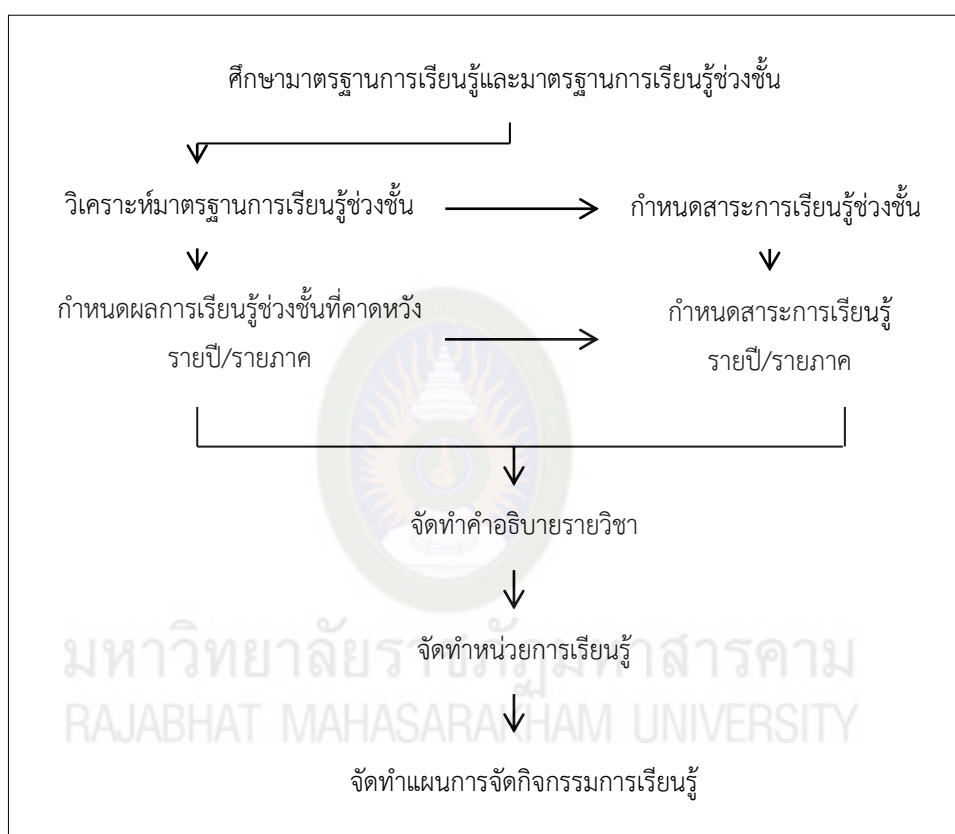 ศึกษามาตรฐานการเรียนรู้และมาตรฐานการเรียนรู้ช่วงชั้น
วิเคราะห์มาตรฐานการเรียนรู้ช่วงชั้น
กำหนดสาระการเรียนรู้ช่วงชั้น
กำหนดผลการเรียนรู้ช่วงชั้นที่คาดหวัง
รายปี/รายภาค
กำหนดสาระการเรียนรู้
รายปี/รายภาค
จัดทำคำอธิบายรายวิชา
จัดทำหน่วยการเรียนรู้
มหาวิทยาลัยราชภัฏมหาสารคาม
RAJABHAT MAHASARAKHAM UNIVERSITY
จัดทำแผนการจัดกิจกรรมการเรียนรู้